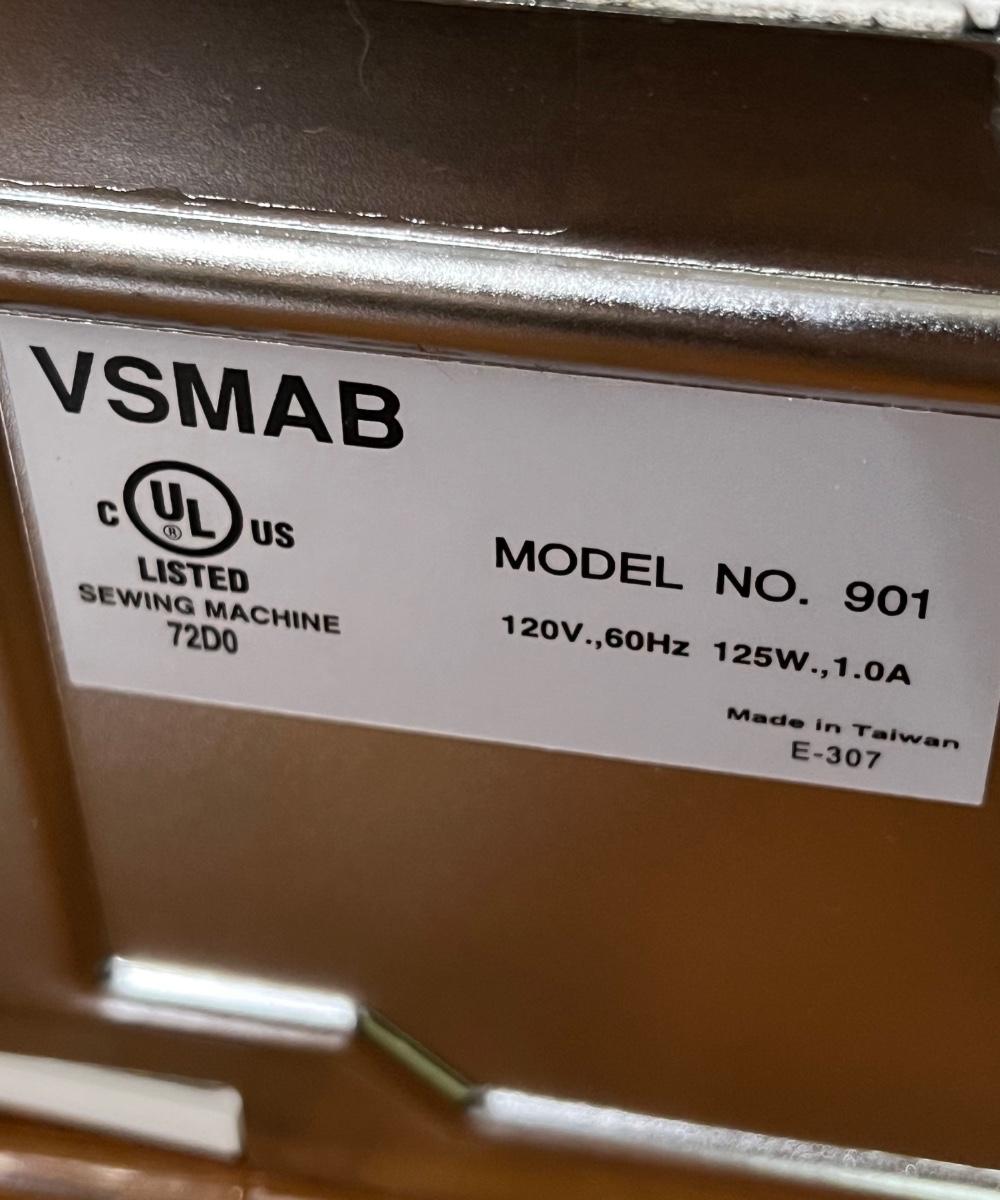 VSMAB
C UL® US
LISTED
SEWING MACHINE
72D0
MODEL NO. 901
120V.,60Hz 125W.,1.0A
Made in Taiwan
E-307